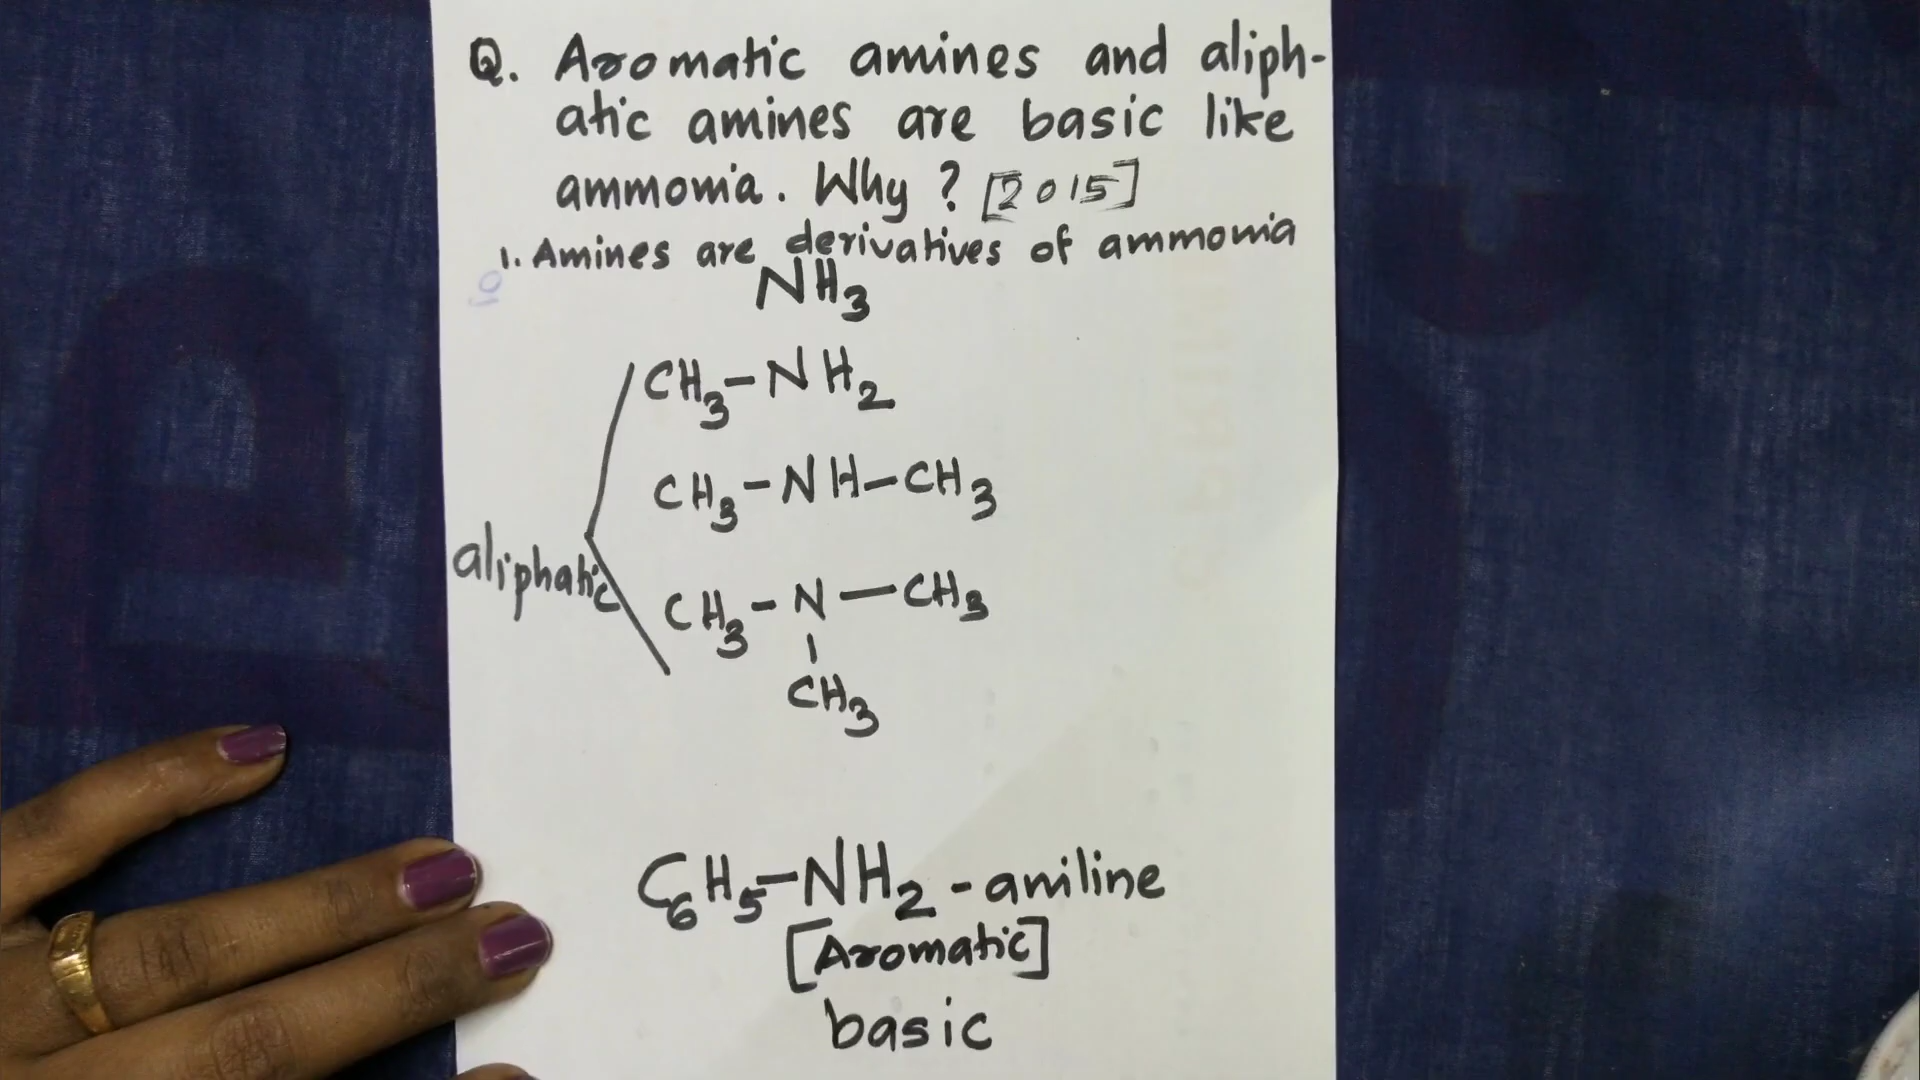 Q. Aromatic amines and aliph-
atic amines are basic like
ammonia. Why ? [2015]
1. Amines are derivatives of ammonia
NH3
CH3-NH2
CH3-NH-CH3
aliphatic
CH3-N-CH3
CH3
C6H5-NH2 - aniline
[Aromatic]
basic